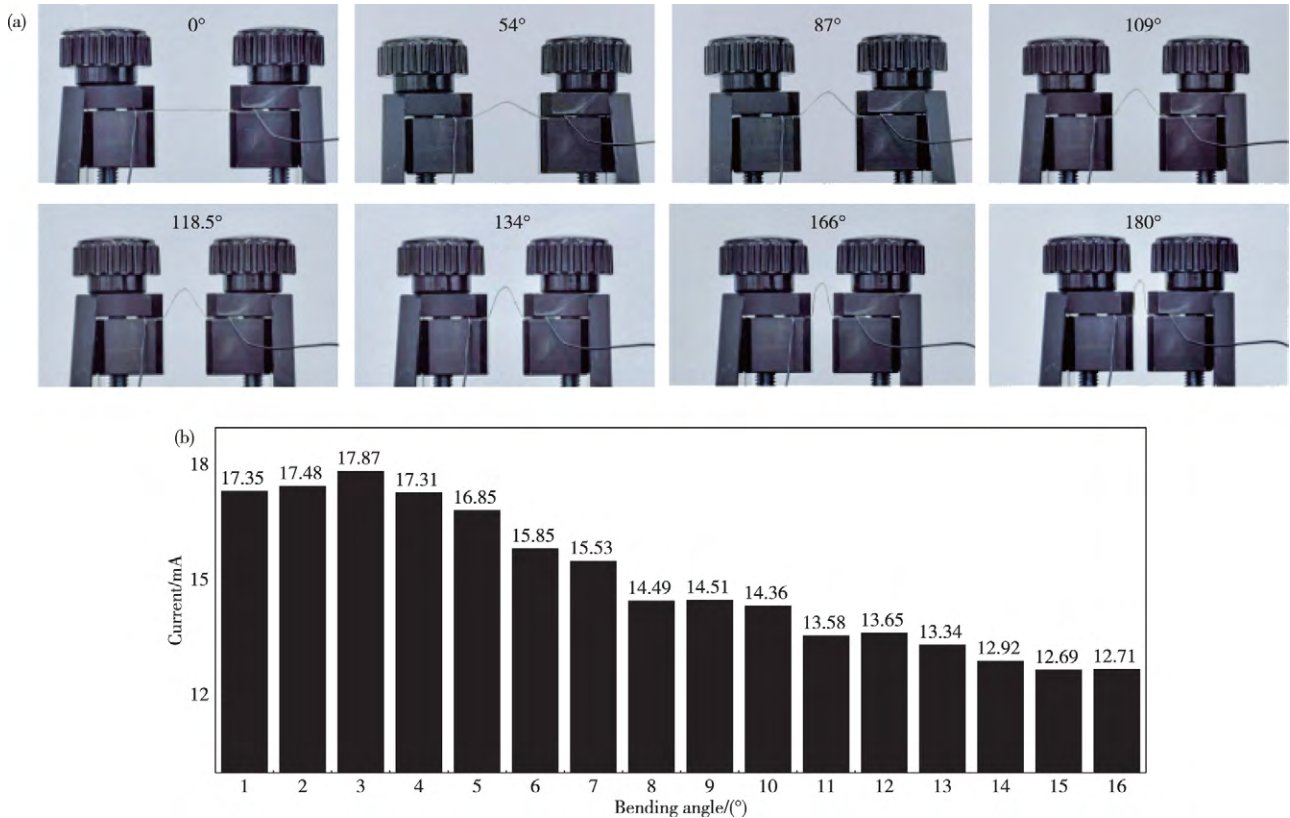 (a)
0° 54° 87° 109°
118.5° 134° 166° 180°
(b)
18
15
12
Current/mA
17.35 17.48 17.87 17.31 16.85 15.85 15.53 14.49 14.51 14.36 13.58 13.65 13.34 12.92 12.69 12.71
1 2 3 4 5 6 7 8 9 10 11 12 13 14 15 16
Bending angle/(°)